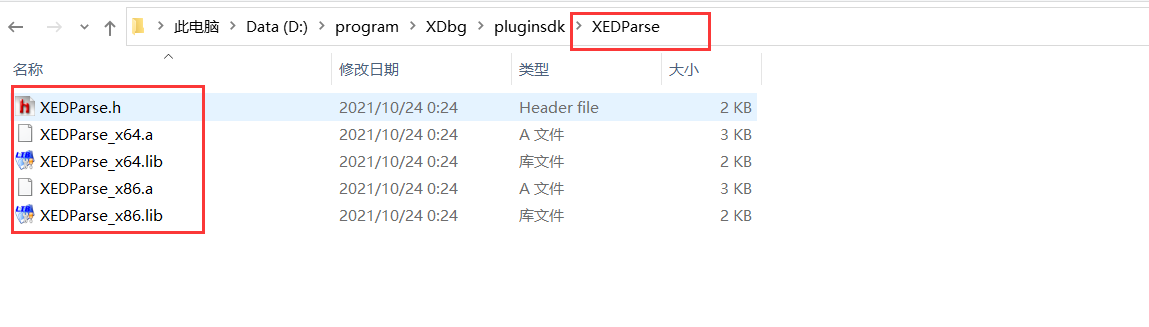 此电脑 Data (D:) program XDbg pluginsdk XEDParse
名称 修改日期 类型 大小
XEDParse.h 2021/10/24 0:24 Header file 2 KB
XEDParse_x64.a 2021/10/24 0:24 A 文件 3 KB
XEDParse_x64.lib 2021/10/24 0:24 库文件 2 KB
XEDParse_x86.a 2021/10/24 0:24 A 文件 3 KB
XEDParse_x86.lib 2021/10/24 0:24 库文件 2 KB